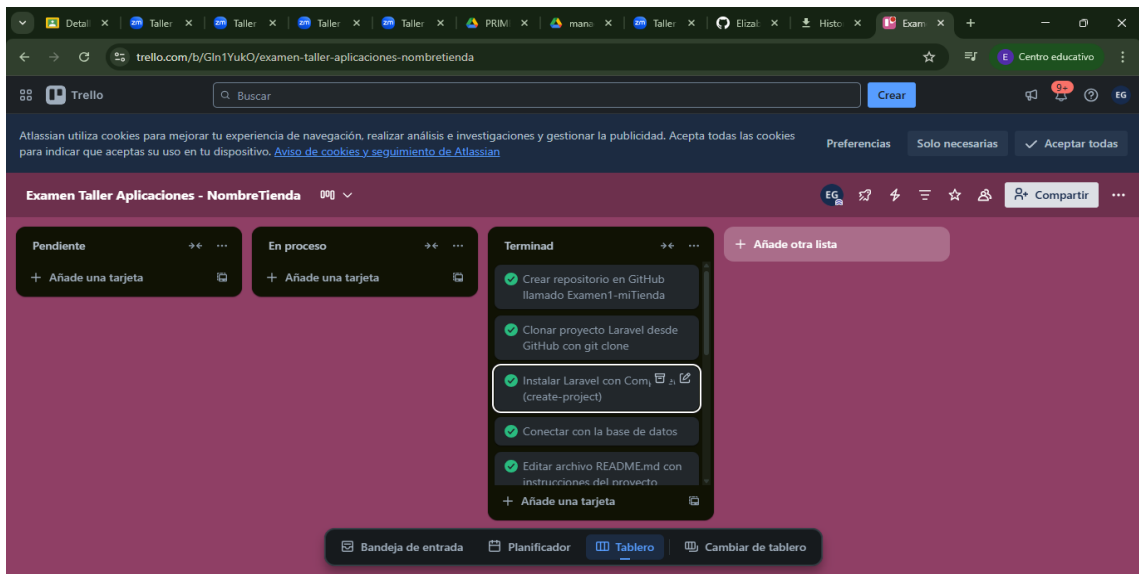 Detall
Taller
Taller
Taller
Taller
PRIM
mana
Taller
Elizab
Histo
Exam
trello.com/b/GIn1YukO/examen-taller-aplicaciones-nombretienda
E Centro educativo
Trello
Buscar
Crear
9+
EG
Atlassian utiliza cookies para mejorar tu experiencia de navegación, realizar análisis e investigaciones y gestionar la publicidad. Acepta todas las cookies
para indicar que aceptas su uso en tu dispositivo. Aviso de cookies y seguimiento de Atlassian
Preferencias
Solo necesarias
Aceptar todas
Examen Taller Aplicaciones - NombreTienda
EG
Compartir
Pendiente
Añade una tarjeta
En proceso
Añade una tarjeta
Terminad
Crear repositorio en GitHub
llamado Examen1-miTienda
Clonar proyecto Laravel desde
GitHub con git clone
Instalar Laravel con Com
(create-project)
Conectar con la base de datos
Editar archivo README.md con
instrucciones del proyecto
Añade una tarjeta
Añade otra lista
Bandeja de entrada
Planificador
Tablero
Cambiar de tablero